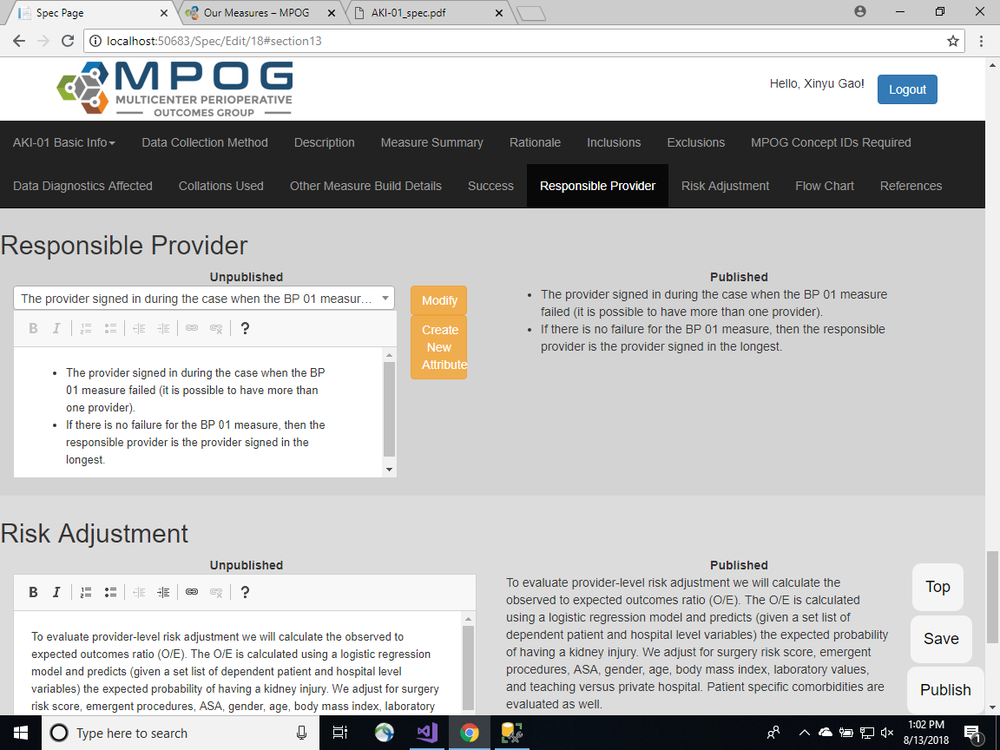 Spec Page
Our Measures – MPOG
AKI-01_spec.pdf
localhost:50683/Spec/Edit/18#section13
MPOG
MULTICENTER PERIOPERATIVE
OUTCOMES GROUP
Hello, Xinyu Gao!
Logout
AKI-01 Basic Info
Data Collection Method
Description
Measure Summary
Rationale
Inclusions
Exclusions
MPOG Concept IDs Required
Data Diagnostics Affected
Collations Used
Other Measure Build Details
Success
Responsible Provider
Risk Adjustment
Flow Chart
References
Responsible Provider
Unpublished
The provider signed in during the case when the BP 01 measur...
B I ?
The provider signed in during the case when the BP
01 measure failed (it is possible to have more than
one provider).
If there is no failure for the BP 01 measure, then the
responsible provider is the provider signed in the
longest.
Modify
Create
New
Attribute
Published
The provider signed in during the case when the BP 01 measure
failed (it is possible to have more than one provider).
If there is no failure for the BP 01 measure, then the responsible
provider is the provider signed in the longest.
Risk Adjustment
Unpublished
B I ?
To evaluate provider-level risk adjustment we will calculate the observed to
expected outcomes ratio (O/E). The O/E is calculated using a logistic regression
model and predicts (given a set list of dependent patient and hospital level
variables) the expected probability of having a kidney injury. We adjust for surgery
risk score, emergent procedures, ASA, gender, age, body mass index, laboratory
Published
To evaluate provider-level risk adjustment we will calculate the
observed to expected outcomes ratio (O/E). The O/E is calculated
using a logistic regression model and predicts (given a set list of
dependent patient and hospital level variables) the expected probability
of having a kidney injury. We adjust for surgery risk score, emergent
procedures, ASA, gender, age, body mass index, laboratory values,
and teaching versus private hospital. Patient specific comorbidities are
evaluated as well.
Top
Save
Publish
Type here to search
1:02 PM
8/13/2018
1